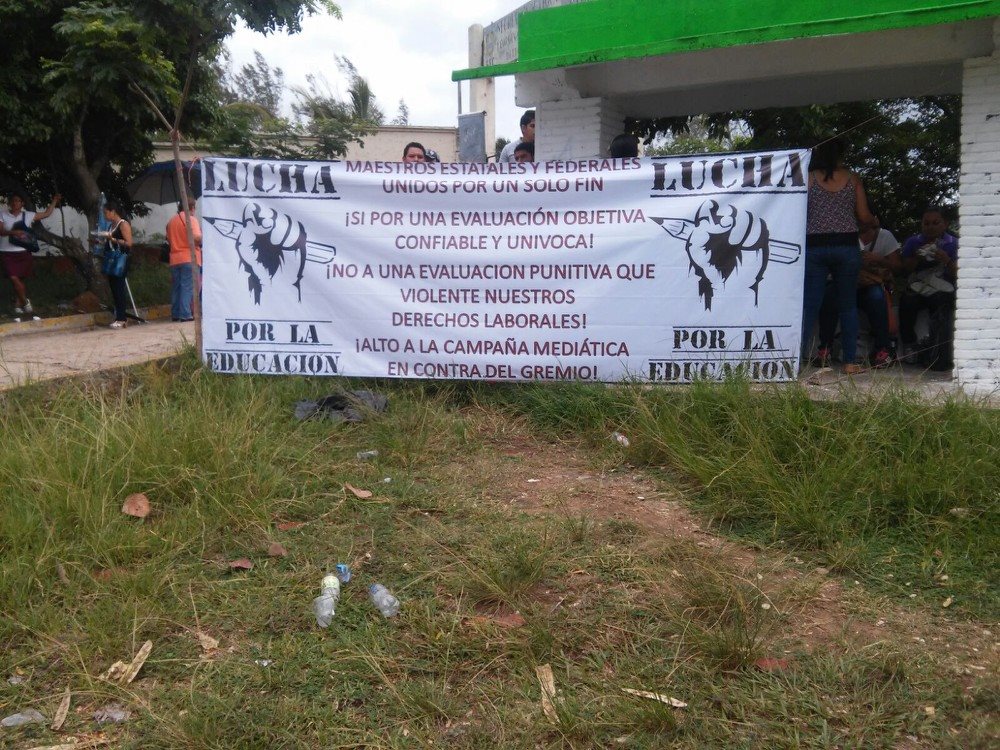 LUCHA
POR LA
EDUCACION
MAESTROS ESTATALES Y FEDERALES
UNIDOS POR UN SOLO FIN
¡SI POR UNA EVALUACIÓN OBJETIVA
CONFIABLE Y UNIVOCA!
¡NO A UNA EVALUACION PUNITIVA QUE
VIOLENTE NUESTROS
DERECHOS LABORALES!
¡ALTO A LA CAMPAÑA MEDIÁTICA
EN CONTRA DEL GREMIO!
LUCHA
POR LA
EDUCACION